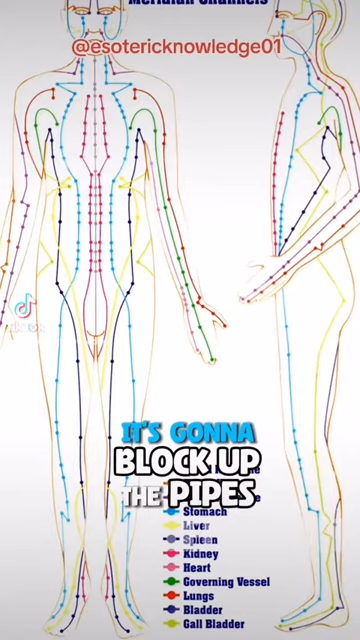 Meridian Channels
@esotericknowledge01
TikTok
IT'S GONNA
BLOCK UP
THE PIPES
Stomach
Liver
Spleen
Kidney
Heart
Governing Vessel
Lungs
Bladder
Gall Bladder